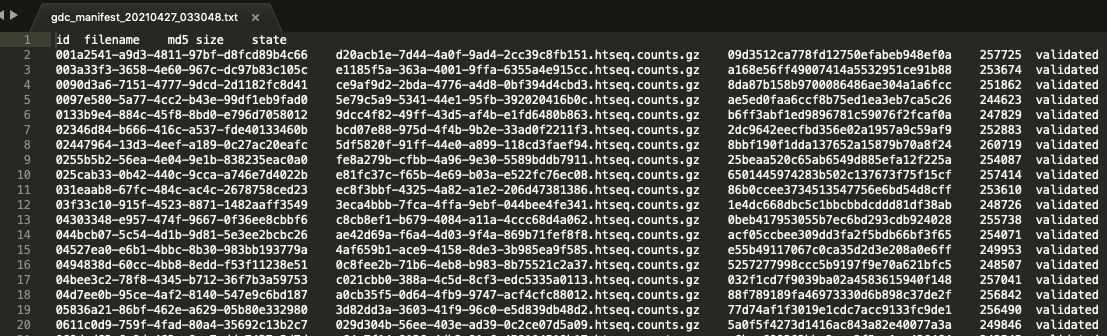 gdc_manifest_20210427_033048.txt ×
1 id filename md5 size state
2 001a2541-a9d3-4811-97bf-d8fcd89b4c66 d20acb1e-7d44-4a0f-9ad4-2cc39c8fb151.htseq.counts.gz 09d3512ca778fd12750efabeb948ef0a 257725 validated
3 003a33f3-3658-4e60-967c-dc97b83c105c e1185f5a-363a-4001-9ffa-6355a4e915cc.htseq.counts.gz a168e56ff49007414a5532951ce91b88 253674 validated
4 0090d3a6-7151-4777-9dcd-2d1182fc8d41 ce9af9d2-2bda-4776-a4d8-0bf394d4cbd3.htseq.counts.gz 8da87b158b9700086486ae304a1a6fcc 251862 validated
5 0097e580-5a77-4cc2-b43e-99df1eb9fad0 5e79c5a9-5341-44e1-95fb-392020416b0c.htseq.counts.gz ae5ed0faa6ccf8b75ed1ea3eb7ca5c26 244623 validated
6 0133b9e4-884c-45f8-8bd0-e796d7058012 9dcc4f82-49ff-43d5-af4b-e1fd6480b863.htseq.counts.gz b6ff3abf1ed9896781c59076f2fcaf0a 247829 validated
7 02346d84-b666-416c-a537-fde40133460b bcd07e88-975d-4f4b-9b2e-33ad0f2211f3.htseq.counts.gz 2dc9642eecfbd356e02a1957a9c59af9 252883 validated
8 02447964-13d3-4eef-a189-0c27ac20eafc 5df5820f-91ff-44e0-a899-118cd3faef94.htseq.counts.gz 8bbf190f1dda137652a15879b70a8f24 260719 validated
9 0255b5b2-56ea-4e04-9e1b-838235eac0a0 fe8a279b-cfbb-4a96-9e30-5589bddb7911.htseq.counts.gz 25beaa520c65ab6549d885efa12f225a 254087 validated
10 025cab33-0b42-440c-9cca-a746e7d4022b e81fc37c-f65b-4e69-b03a-e522fc76ec08.htseq.counts.gz 6501445974283b502c137673f75f15cf 257414 validated
11 031eaab8-67fc-484c-ac4c-2678758ced23 ec8f3bbf-4325-4a82-a1e2-206d47381386.htseq.counts.gz 86b0ccee3734513547756e6bd54d8cff 253610 validated
12 03f33c10-915f-4523-8871-1482aaff3549 3eca4bbb-7fca-4ffa-9ebf-044bee4fe341.htseq.counts.gz 1e4dc668dbc5c1bbcbbdcddd81df38ab 248726 validated
13 04303348-e957-474f-9667-0f36ee8cbbf6 c8cb8ef1-b679-4084-a11a-4ccc68d4a062.htseq.counts.gz 0beb417953055b7ec6bd293cdb924028 255738 validated
14 044bcb07-5c54-4d1b-9d81-5e3ee2bcbc26 ae42d69a-f6a4-4d03-9f4a-869b71fef8f8.htseq.counts.gz acf05ccbee309dd3fa2f5bdb66bf3f65 254071 validated
15 04527ea0-e6b1-4bbc-8b30-983bb193779a 4af659b1-ace9-4158-8de3-3b985ea9f585.htseq.counts.gz e55b49117067c0ca35d2d3e208a0e6ff 249953 validated
16 0494838d-60cc-4bb8-8edd-f53f11238e51 0c8fee2b-71b6-4eb8-b983-8b75521c2a37.htseq.counts.gz 5257277998ccc5b9197f9e70a621bfc5 248507 validated
17 04bee3c2-78f8-4345-b712-36f7b3a59753 c021cbb0-388a-4c5d-8cf3-edc5335a0113.htseq.counts.gz 032f1cd7f9039ba02a4583615940f148 257041 validated
18 04d7ee0b-95ce-4af2-8140-547e9c6bd187 a0cb35f5-0d64-4fb9-9747-acf4cfc88012.htseq.counts.gz 88f789189fa46973330d6b898c37de2f 256842 validated
19 05836a21-86bf-462e-a629-05b80e332980 3d82dd3a-3603-41f9-96c0-e5d839db48d2.htseq.counts.gz 77d74af1f3019e1cdc7acc9133fc9de1 256490 validated
20 0611c0d9-75bf-4fad-80a4-35692c13b2c7 029d304b-56ee-403e-ad39-0c2ce07d5a09.htseq.counts.gz 5a0f5ff4273d1416ac843a82e40077a3a 249846 validated